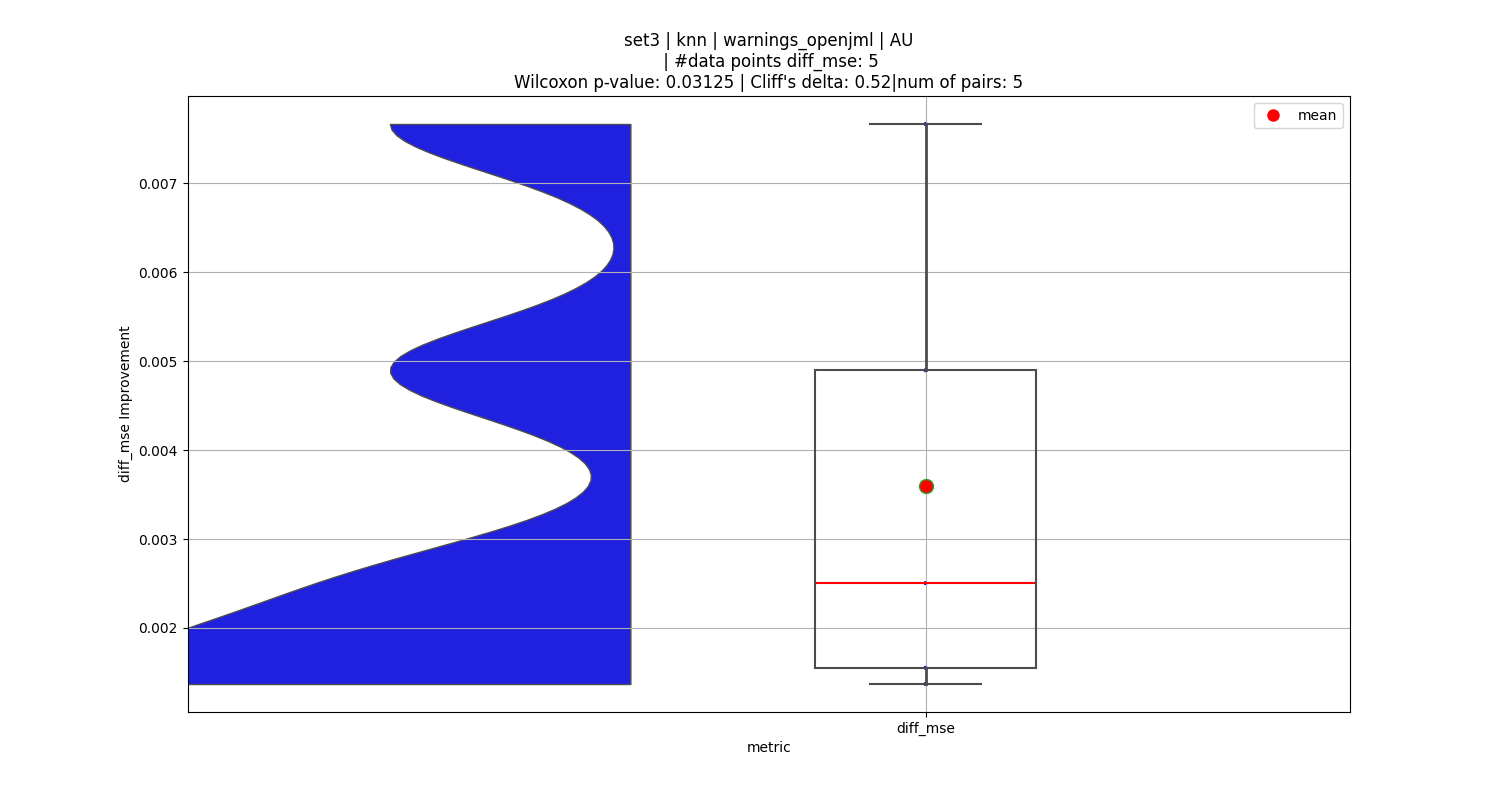 set3 | knn | warnings_openjml | AU
| #data points diff_mse: 5
Wilcoxon p-value: 0.03125 | Cliff's delta: 0.52|num of pairs: 5
mean
0.007
0.006
0.005
0.004
0.003
0.002
diff_mse Improvement
diff_mse
metric